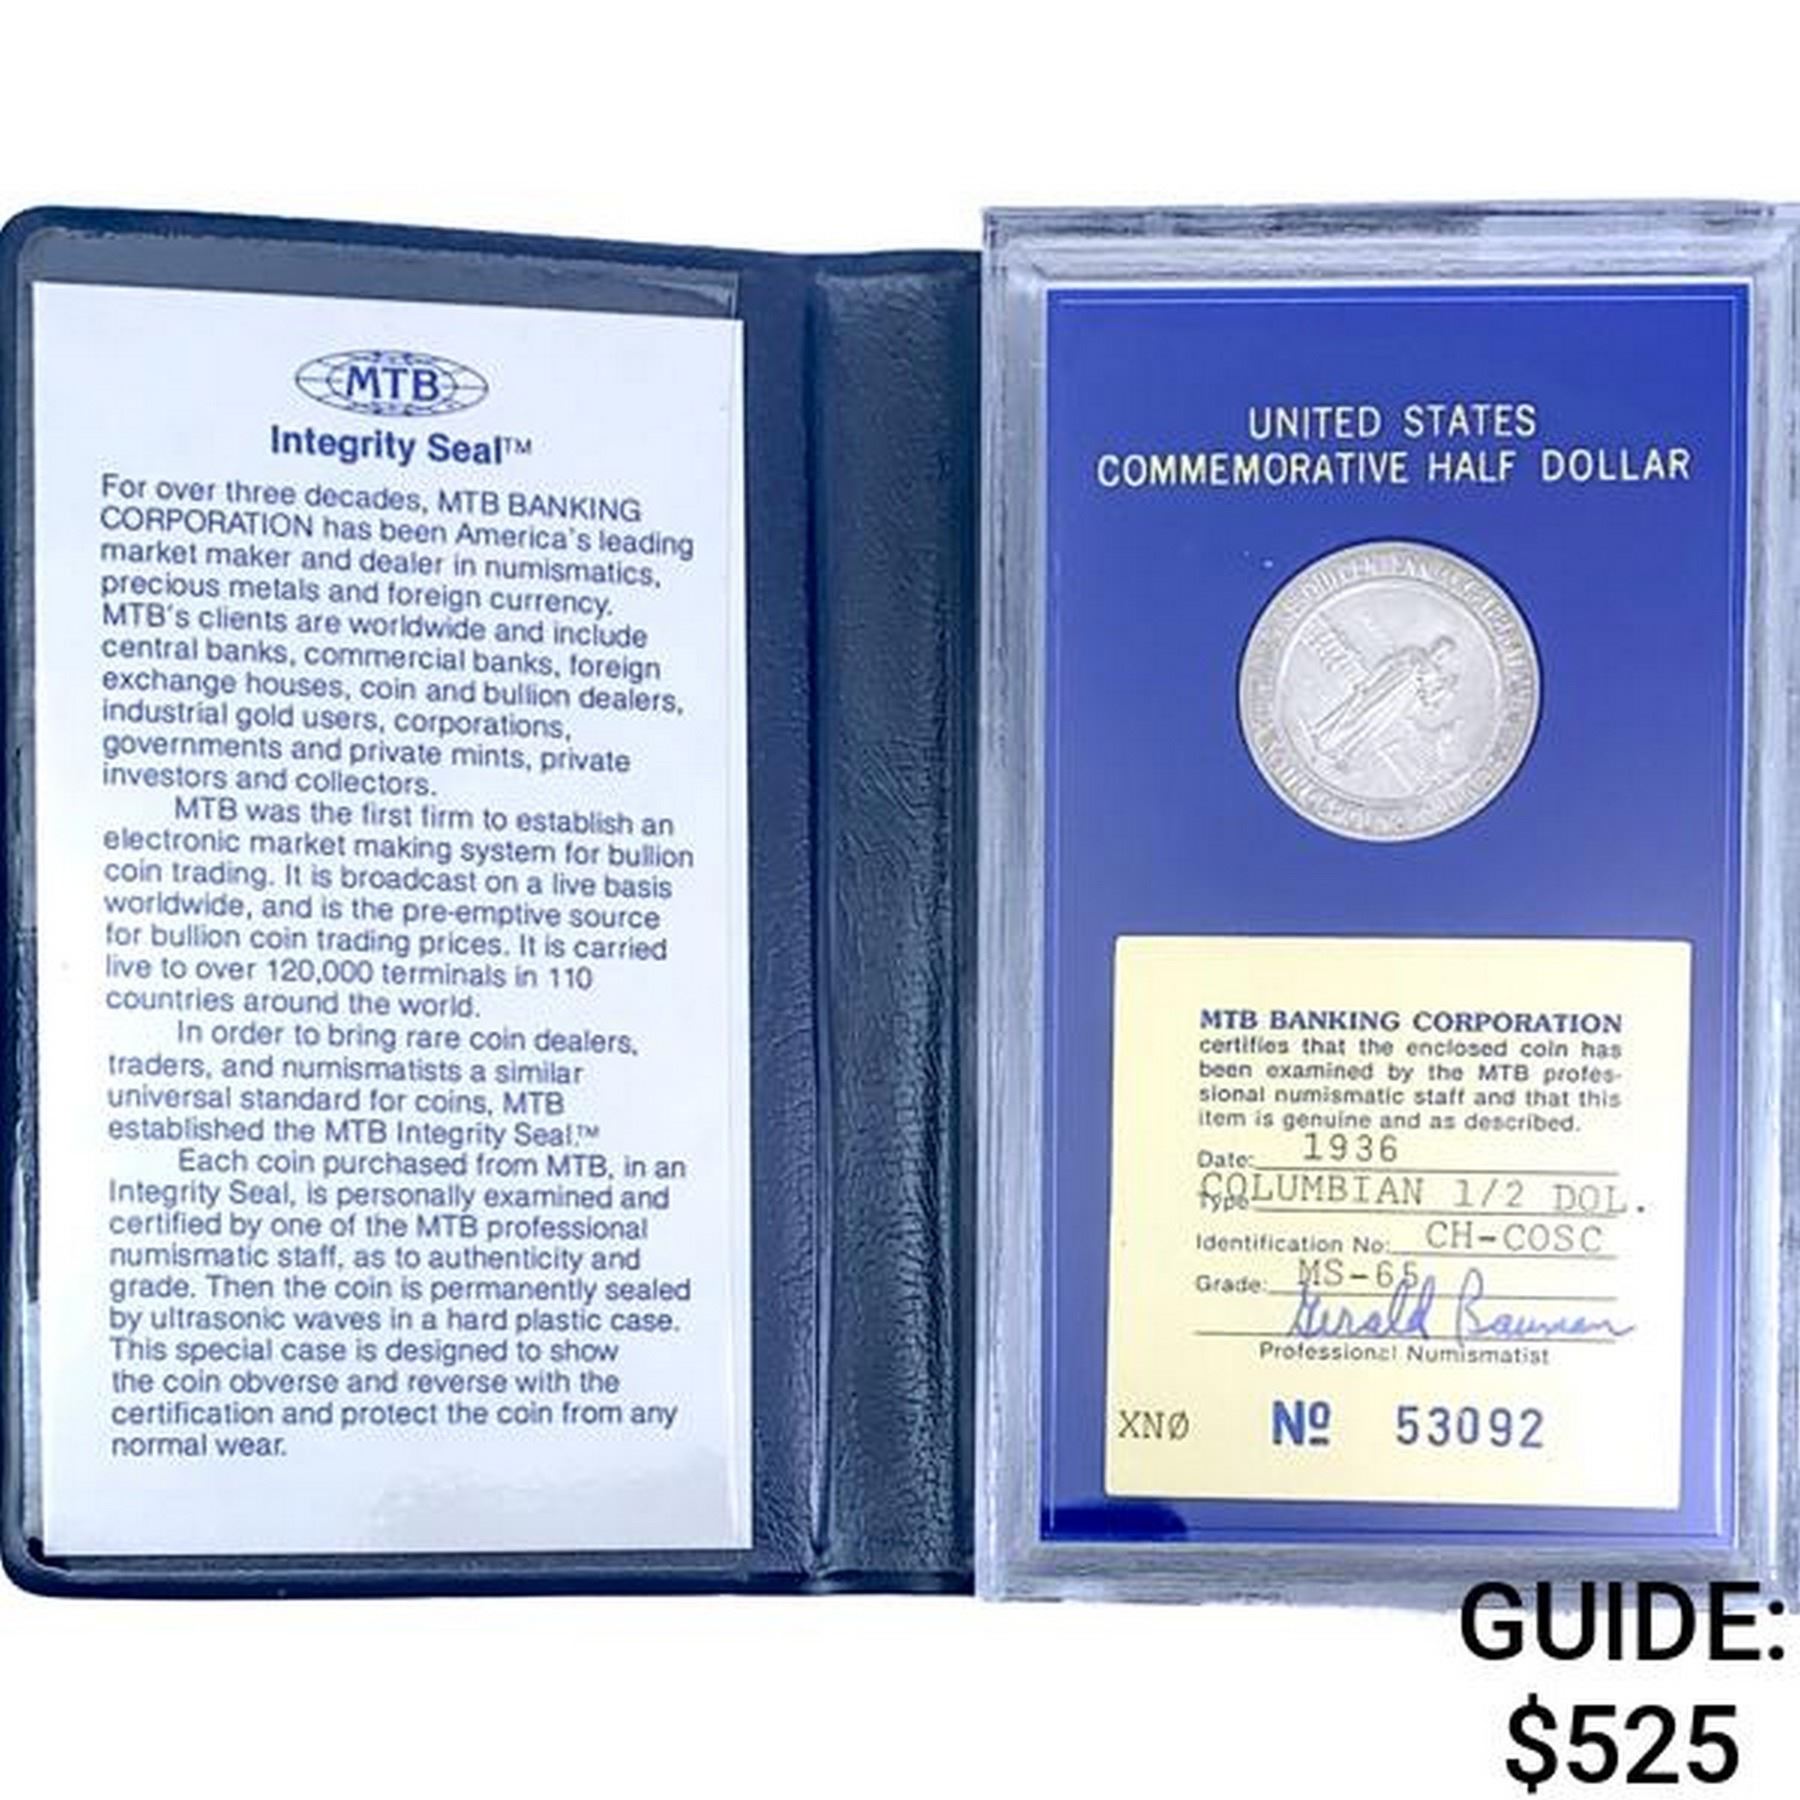 MTB
Integrity Seal™
For over three decades, MTB BANKING
CORPORATION has been America's leading
market maker and dealer in numismatics,
precious metals and foreign currency.
MTB's clients are worldwide and include
central banks, commercial banks, foreign
exchange houses, coin and bullion dealers,
industrial gold users, corporations,
governments and private mints, private
investors and collectors.
MTB was the first firm to establish an
electronic market making system for bullion
coin trading. It is broadcast on a live basis
worldwide, and is the pre-emptive source
for bullion coin trading prices. It is carried
live to over 120,000 terminals in 110
countries around the world.
In order to bring rare coin dealers,
traders, and numismatists a similar
universal standard for coins, MTB
established the MTB Integrity Seal.™
Each coin purchased from MTB, in an
Integrity Seal, is personally examined and
certified by one of the MTB professional
numismatic staff, as to authenticity and
grade. Then the coin is permanently sealed
by ultrasonic waves in a hard plastic case.
This special case is designed to show
the coin obverse and reverse with the
certification and protect the coin from any
normal wear.
UNITED STATES
COMMEMORATIVE HALF DOLLAR
MTB BANKING CORPORATION
certifies that the enclosed coin has
been examined by the MTB profes-
sional numismatic staff and that this
item is genuine and as described.
Date: 1936
Type COLUMBIAN 1/2 DOL.
Identification No: CH-COSC
Grade: MS-65
Gerald Bauman
Professional Numismatist
XNØ Nº 53092
GUIDE:
$525